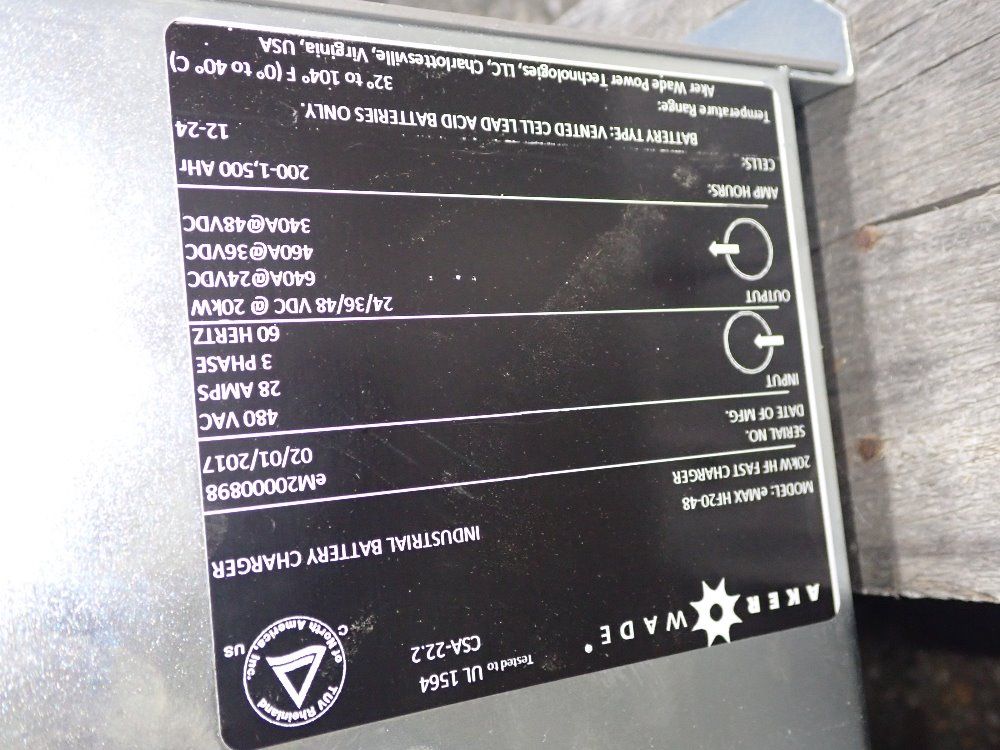 AKER WADE
Tested to UL 1564
CSA-22.2
TUV Rheinland
of North America, Inc.
C US
INDUSTRIAL BATTERY CHARGER
MODEL: eMAX HF20-48
20KW HF FAST CHARGER
SERIAL NO. eM20000898
DATE OF MFG. 02/01/2017
INPUT 480 VAC
28 AMPS
3 PHASE
60 HERTZ
OUTPUT 24/36/48 VDC @ 20kW
640A@24VDC
460A@36VDC
340A@48VDC
AMP HOURS: 200-1,500 AHr
CELLS: 12-24
BATTERY TYPE: VENTED CELL LEAD ACID BATTERIES ONLY.
Temperature Range: 32° to 104° F (0° to 40° C)
Aker Wade Power Technologies, LLC, Charlottesville, Virginia, USA